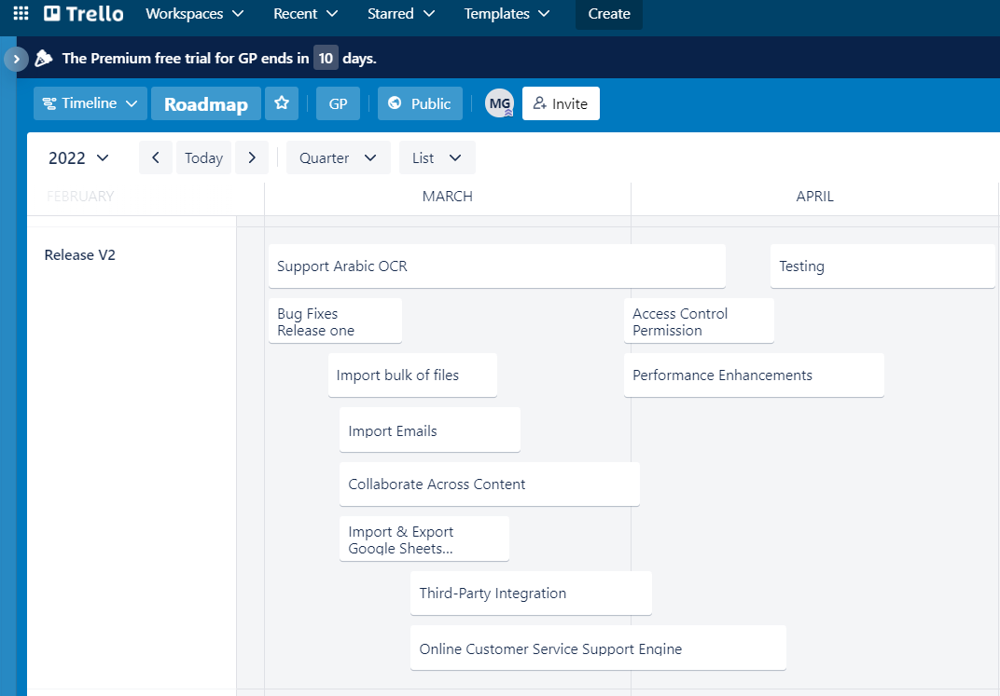 Trello Workspaces Recent Starred Templates Create
The Premium free trial for GP ends in 10 days.
Timeline Roadmap GP Public MG Invite
2022 Today Quarter List
FEBRUARY MARCH APRIL
Release V2
Support Arabic OCR
Testing
Bug Fixes
Release one
Access Control
Permission
Import bulk of files
Performance Enhancements
Import Emails
Collaborate Across Content
Import & Export
Google Sheets...
Third-Party Integration
Online Customer Service Support Engine